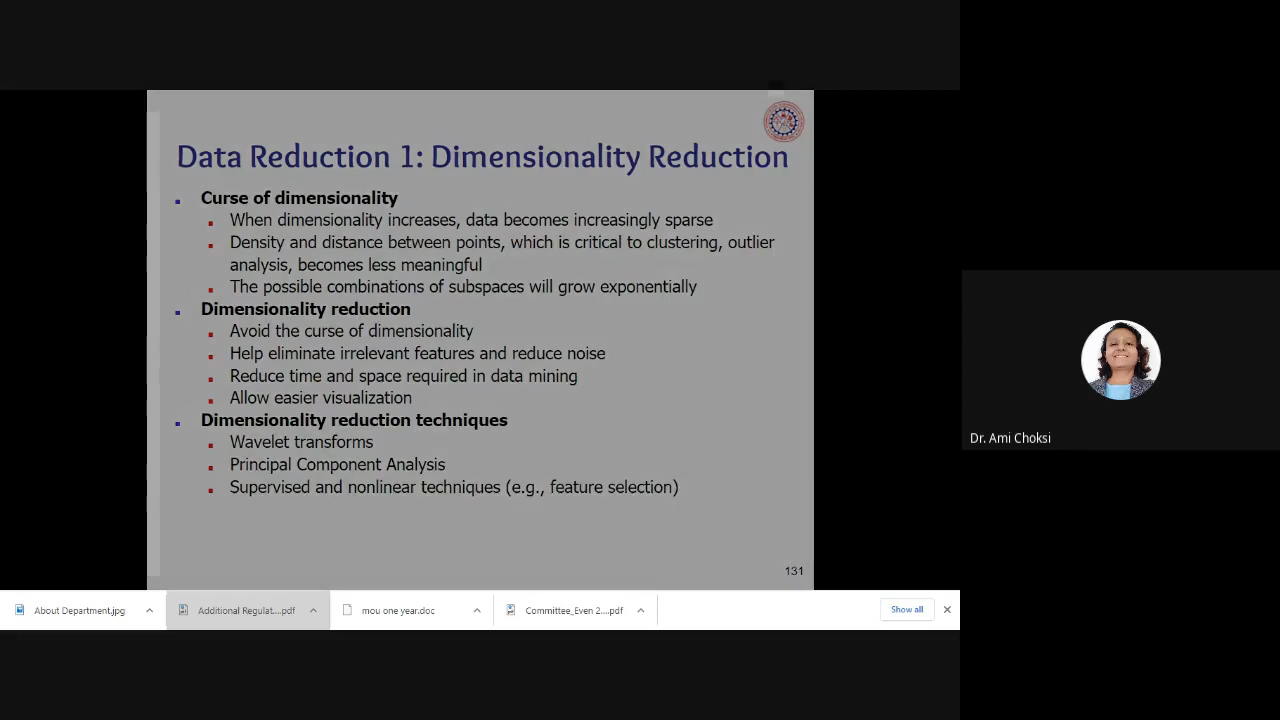 Data Reduction 1: Dimensionality Reduction
Curse of dimensionality
When dimensionality increases, data becomes increasingly sparse
Density and distance between points, which is critical to clustering, outlier
analysis, becomes less meaningful
The possible combinations of subspaces will grow exponentially
Dimensionality reduction
Avoid the curse of dimensionality
Help eliminate irrelevant features and reduce noise
Reduce time and space required in data mining
Allow easier visualization
Dimensionality reduction techniques
Wavelet transforms
Principal Component Analysis
Supervised and nonlinear techniques (e.g., feature selection)
131
Dr. Ami Choksi
About Department.jpg
Additional Regulat....pdf
mou one year.doc
Committee_Even 2....pdf
Show all